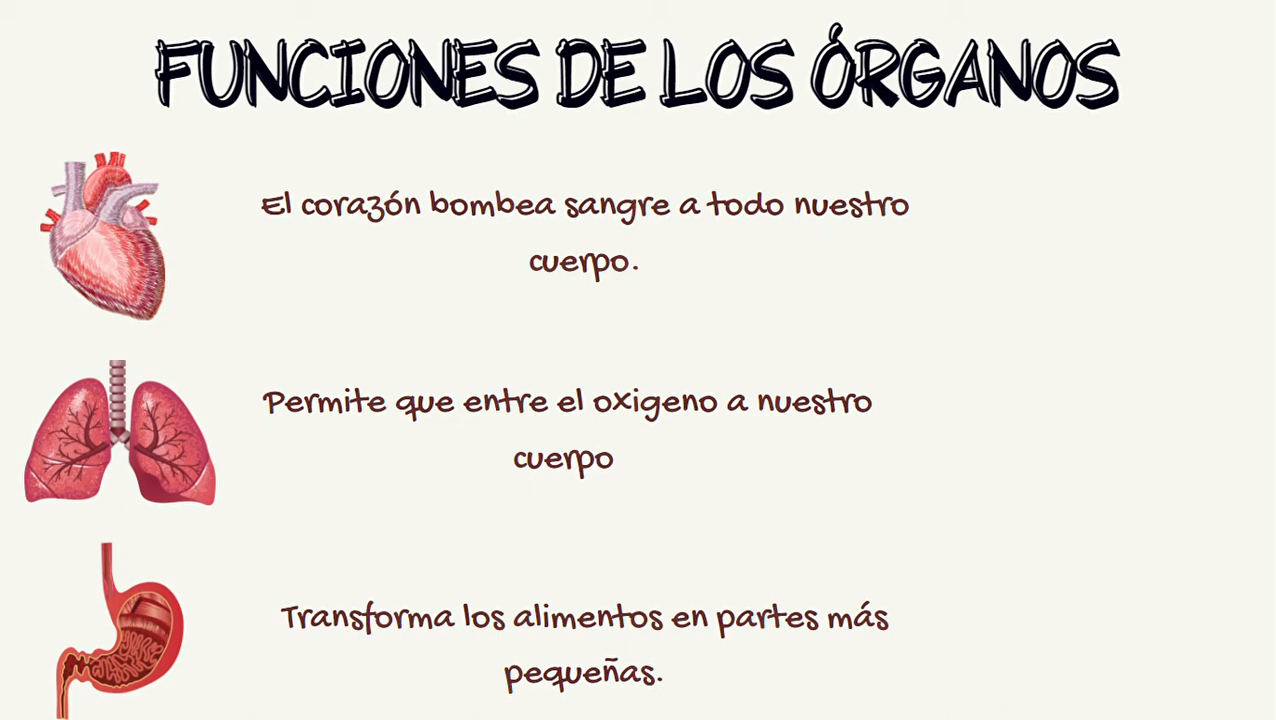 FUNCIONES DE LOS ÓRGANOS
El corazón bombea sangre a todo nuestro
cuerpo.
Permite que entre el oxigeno a nuestro
cuerpo
Transforma los alimentos en partes más
pequeñas.